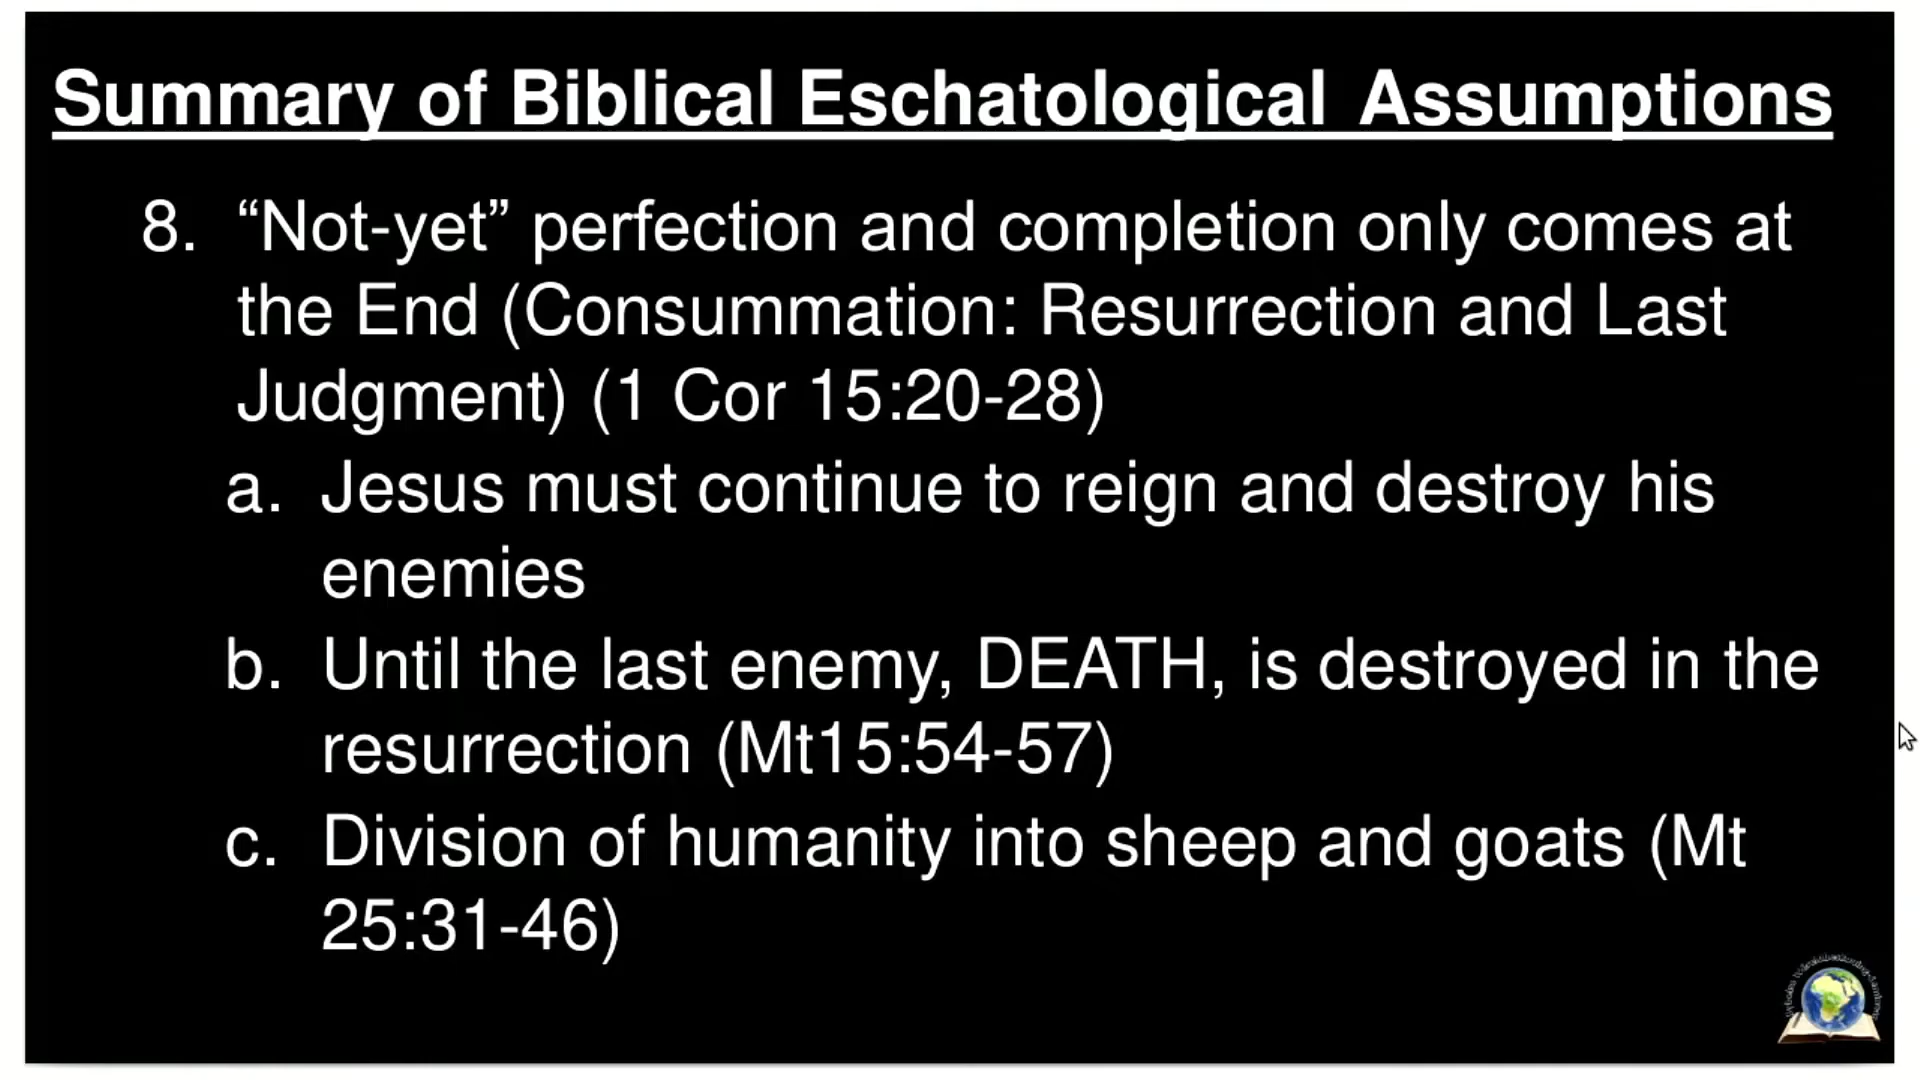 Summary of Biblical Eschatological Assumptions
8. “Not-yet” perfection and completion only comes at
the End (Consummation: Resurrection and Last
Judgment) (1 Cor 15:20-28)
a. Jesus must continue to reign and destroy his
enemies
b. Until the last enemy, DEATH, is destroyed in the
resurrection (Mt15:54-57)
c. Division of humanity into sheep and goats (Mt
25:31-46)